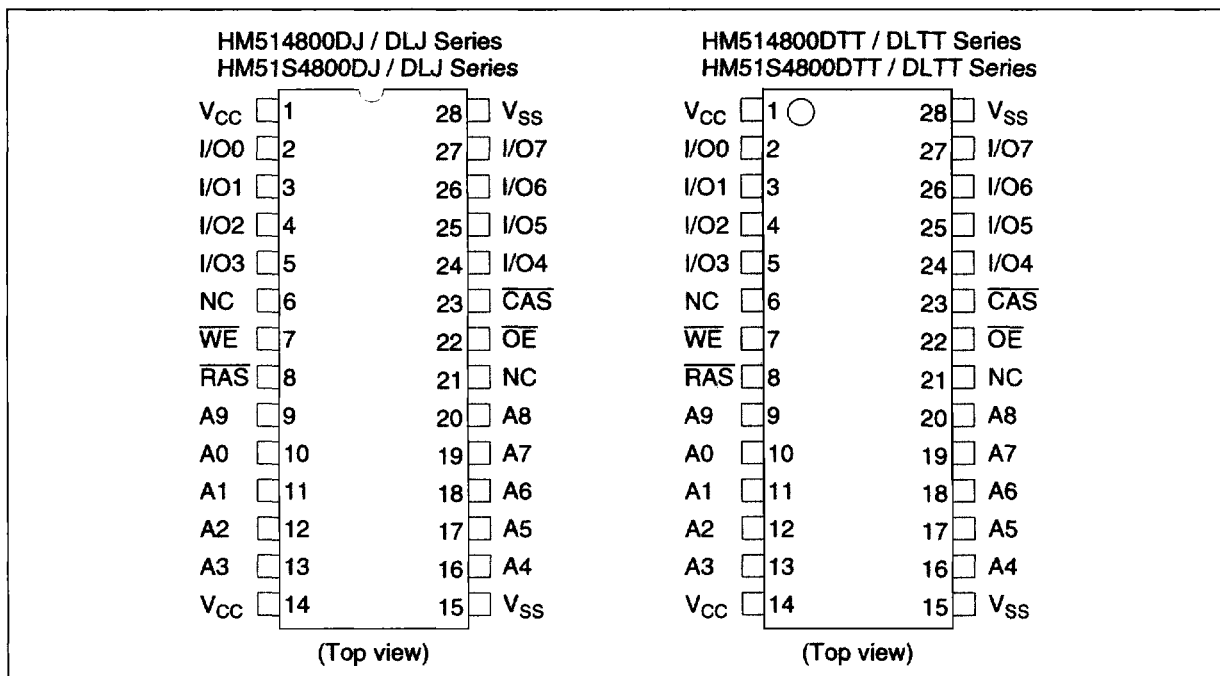 HM514800DJ / DLJ Series
HM51S4800DJ / DLJ Series
VCC 1 28 VSS
I/O0 2 27 I/O7
I/O1 3 26 I/O6
I/O2 4 25 I/O5
I/O3 5 24 I/O4
NC 6 23 CAS
WE 7 22 OE
RAS 8 21 NC
A9 9 20 A8
A0 10 19 A7
A1 11 18 A6
A2 12 17 A5
A3 13 16 A4
VCC 14 15 VSS
(Top view)
HM514800DTT / DLTT Series
HM51S4800DTT / DLTT Series
VCC 1 28 VSS
I/O0 2 27 I/O7
I/O1 3 26 I/O6
I/O2 4 25 I/O5
I/O3 5 24 I/O4
NC 6 23 CAS
WE 7 22 OE
RAS 8 21 NC
A9 9 20 A8
A0 10 19 A7
A1 11 18 A6
A2 12 17 A5
A3 13 16 A4
VCC 14 15 VSS
(Top view)